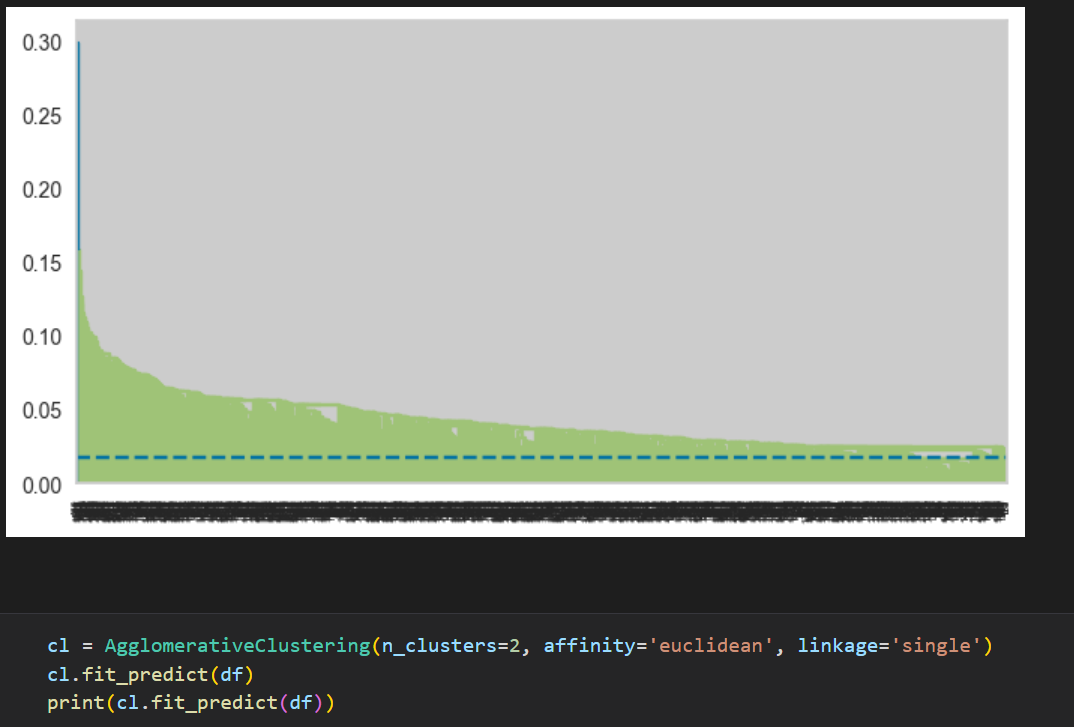 0.30
0.25
0.20
0.15
0.10
0.05
0.00
cl = AgglomerativeClustering(n_clusters=2, affinity='euclidean', linkage='single')
cl.fit_predict(df)
print(cl.fit_predict(df))